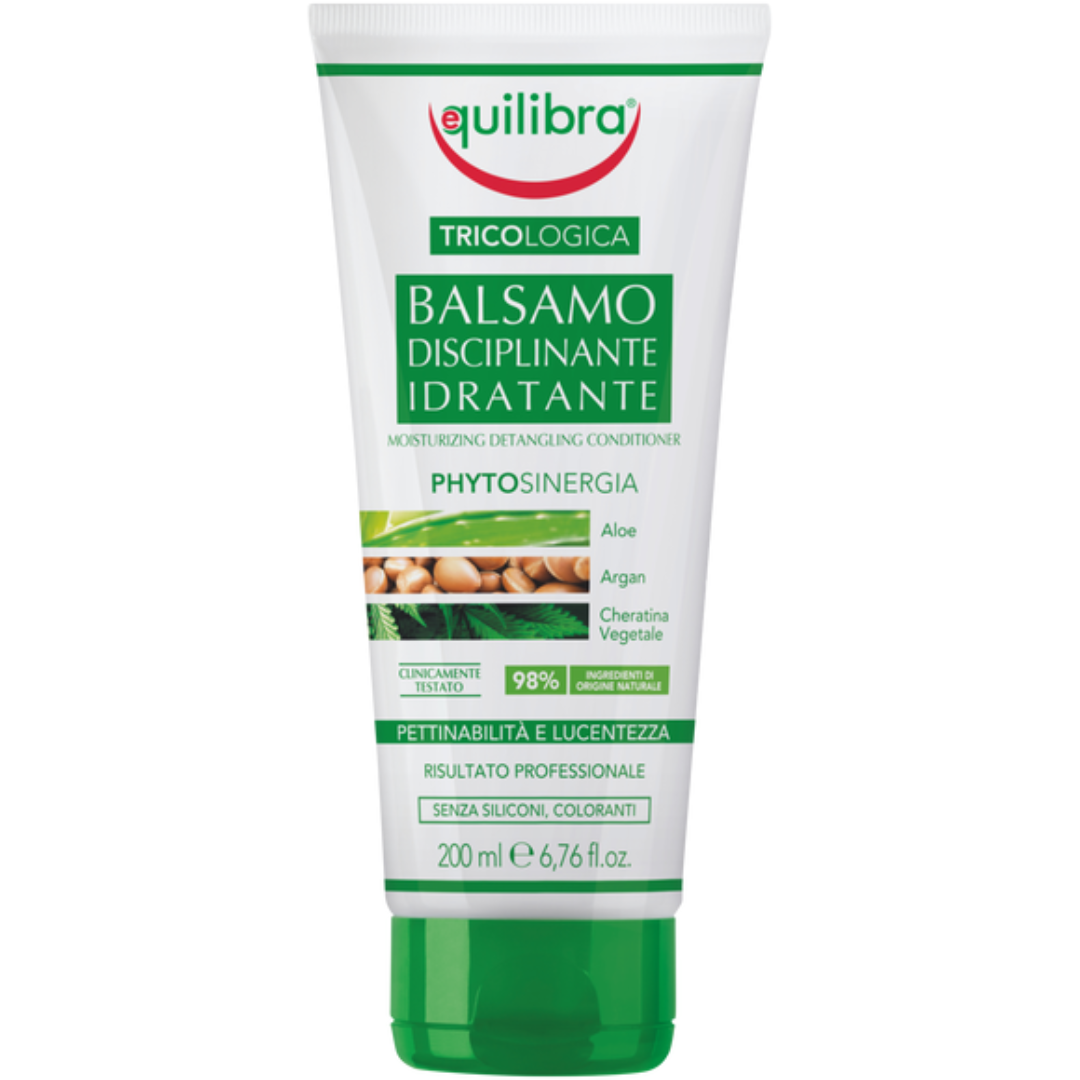 equilibra®
TRICOLOGICA
BALSAMO
DISCIPLINANTE
IDRATANTE
MOISTURIZING DETANGLING CONDITIONER
PHYTOSINERGIA
Aloe
Argan
Cheratina
Vegetale
CLINICAMENTE
TESTATO
98%
INGREDIENTI DI
ORIGINE NATURALE
PETTINABILITÀ E LUCENTEZZA
RISULTATO PROFESSIONALE
SENZA SILICONI, COLORANTI
200 ml ℮ 6,76 fl.oz.